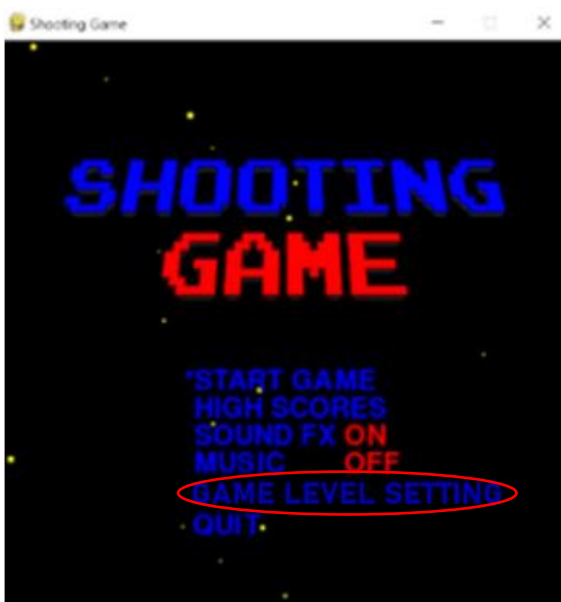 Shooting Game
SHOOTING
GAME
START GAME
HIGH SCORES
SOUND FX ON
MUSIC OFF
GAME LEVEL SETTING
QUIT